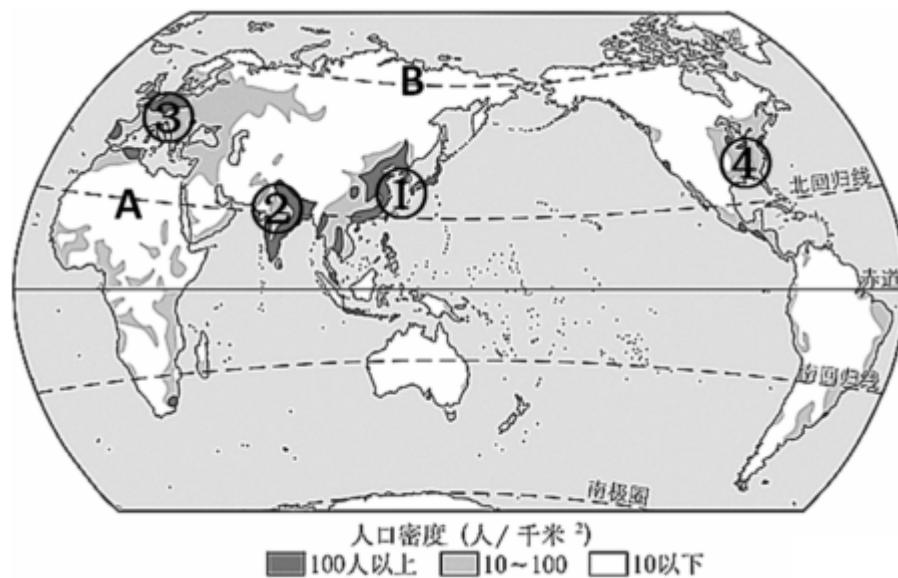 B
③
④
①
A
②
北回归线
赤道
南回归线
南极圈
人口密度 (人/千米²)
100人以上 10~100 10以下